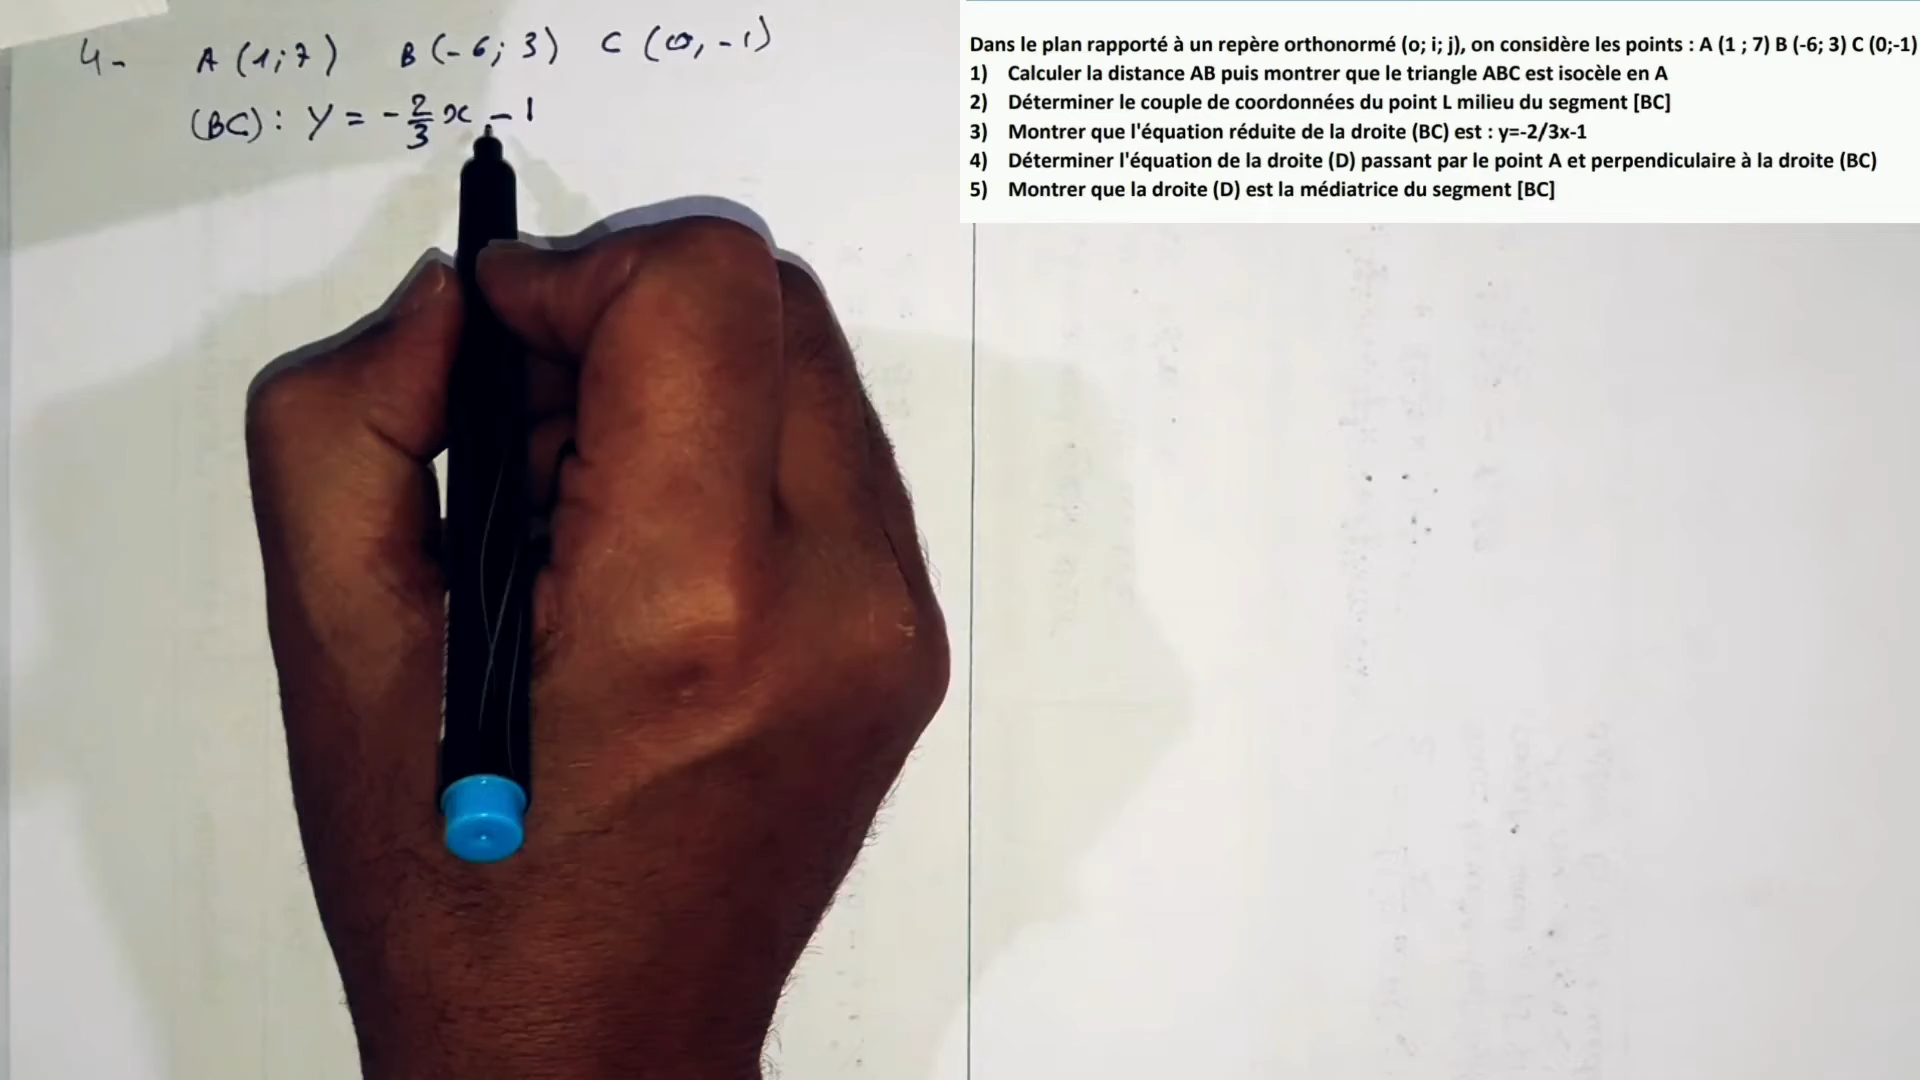 4- A (1;7) B (-6; 3) C (0, -1)
(BC): y = -2/3 x - 1
Dans le plan rapporté à un repère orthonormé (o; i; j), on considère les points : A (1 ; 7) B (-6; 3) C (0;-1)
1) Calculer la distance AB puis montrer que le triangle ABC est isocèle en A
2) Déterminer le couple de coordonnées du point L milieu du segment [BC]
3) Montrer que l'équation réduite de la droite (BC) est : y=-2/3x-1
4) Déterminer l'équation de la droite (D) passant par le point A et perpendiculaire à la droite (BC)
5) Montrer que la droite (D) est la médiatrice du segment [BC]